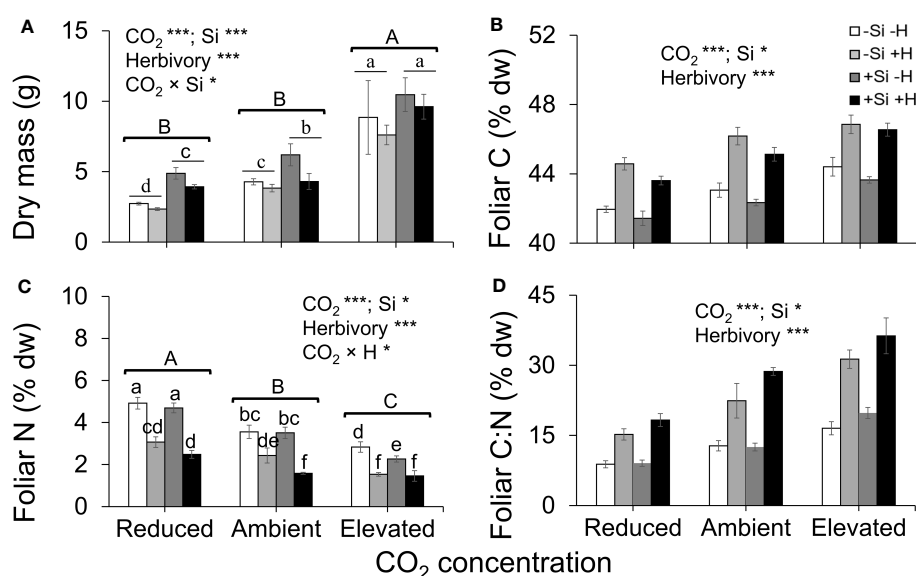 A
Dry mass (g)
15
10
5
0
CO₂ ***; Si ***
Herbivory ***
CO₂ × Si *
B
d
c
B
c
b
A
a
a
B
Foliar C (% dw)
52
48
44
40
CO₂ ***; Si *
Herbivory ***
-Si -H
-Si +H
+Si -H
+Si +H
C
Foliar N (% dw)
10
8
6
4
2
0
CO₂ ***; Si *
Herbivory ***
CO₂ × H *
A
a
cd
a
d
B
bc
de
bc
f
C
d
f
e
f
Reduced
Ambient
Elevated
D
Foliar C:N (% dw)
45
30
15
0
CO₂ ***; Si *
Herbivory ***
Reduced
Ambient
Elevated
CO₂ concentration